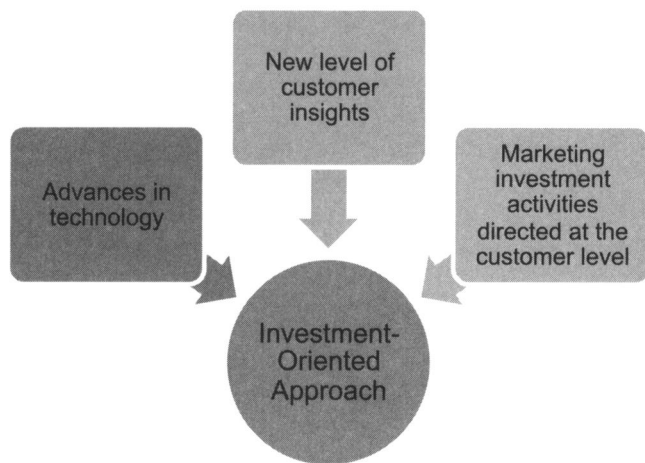 New level of
customer
insights
Advances in
technology
Marketing
investment
activities
directed at the
customer level
Investment-
Oriented
Approach